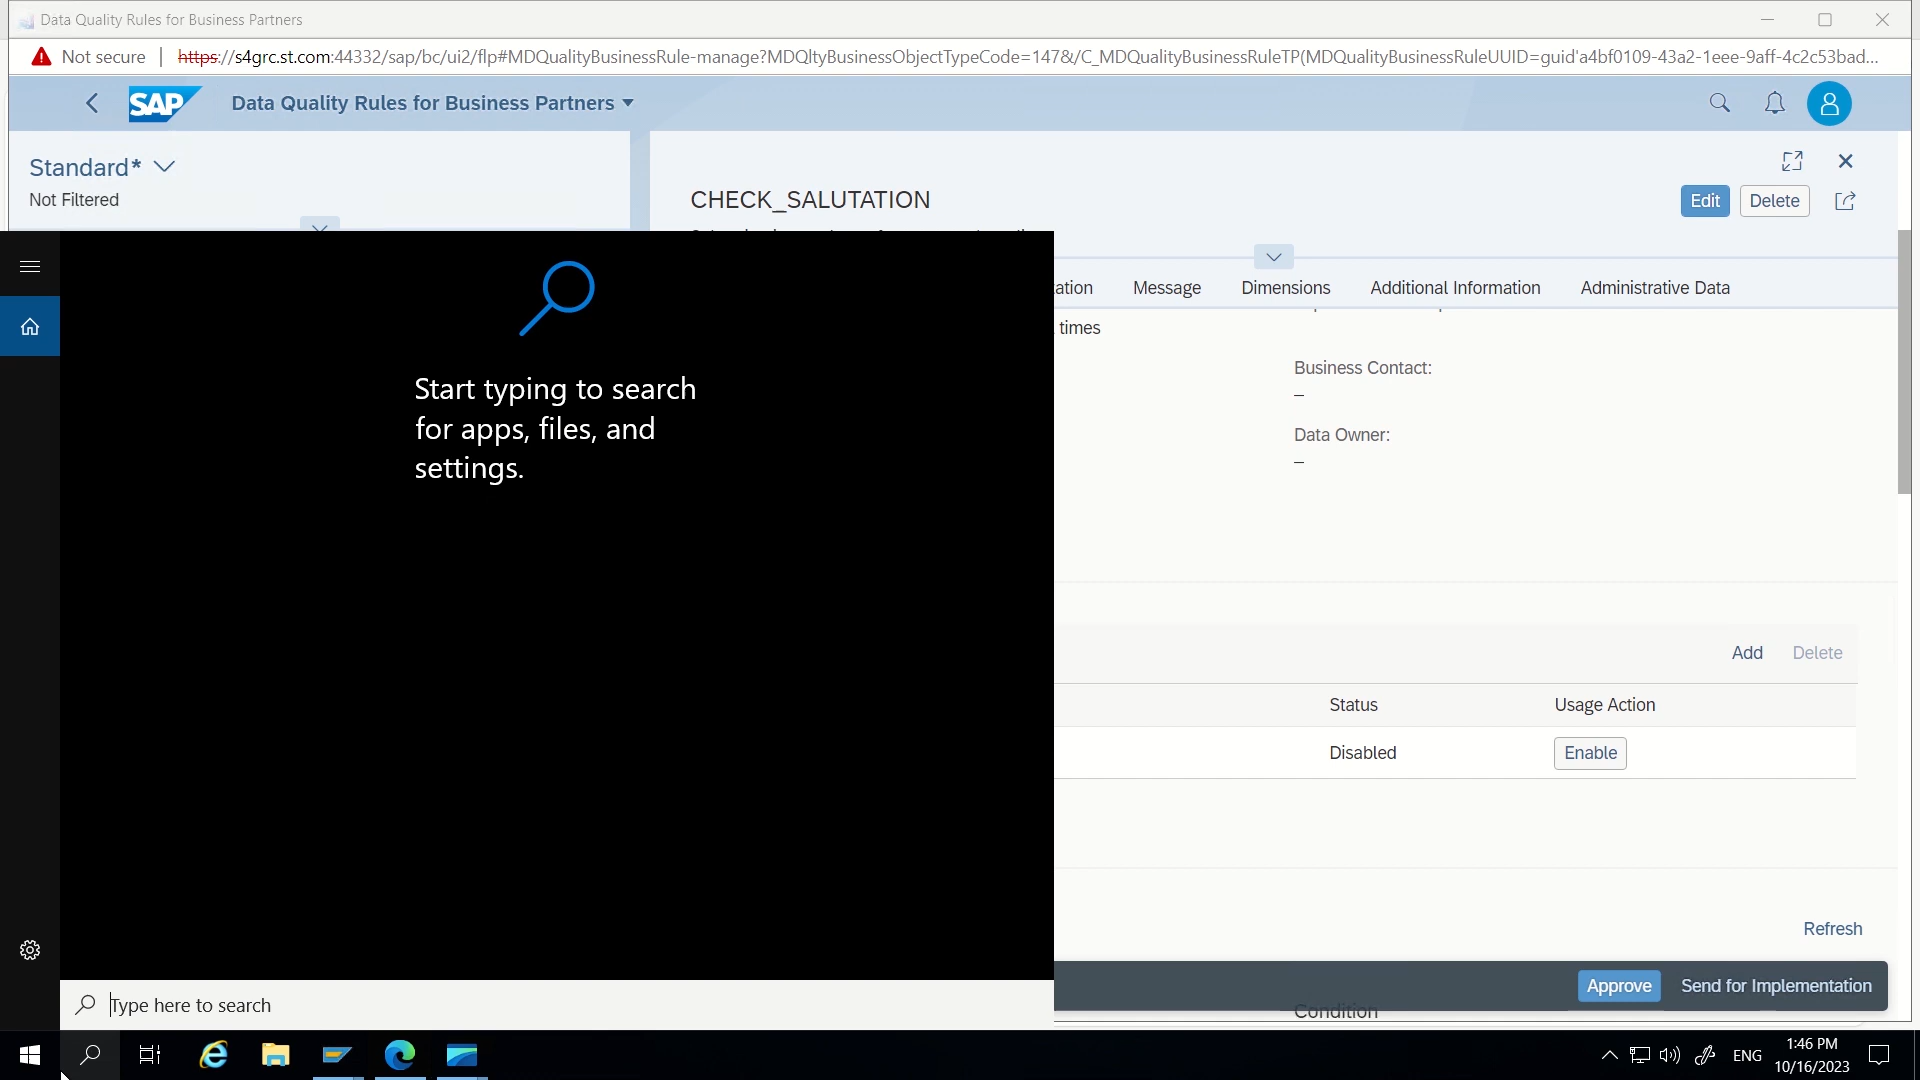 Data Quality Rules for Business Partners
Not secure | https://s4grc.st.com:44332/sap/bc/ui2/flp#MDQualityBusinessRule-manage?MDQltyBusinessObjectTypeCode=147&/C_MDQualityBusinessRuleTP(MDQualityBusinessRuleUUID=guid'a4bf0109-43a2-1eee-9aff-4c2c53bad...
SAP Data Quality Rules for Business Partners
Standard*
Not Filtered
CHECK_SALUTATION
Edit Delete
ation Message Dimensions Additional Information Administrative Data
times
Business Contact:
–
Data Owner:
–
Start typing to search
for apps, files, and
settings.
Add Delete
Status Usage Action
Disabled Enable
Refresh
Approve Send for Implementation
Condition
Type here to search
ENG
1:46 PM
10/16/2023